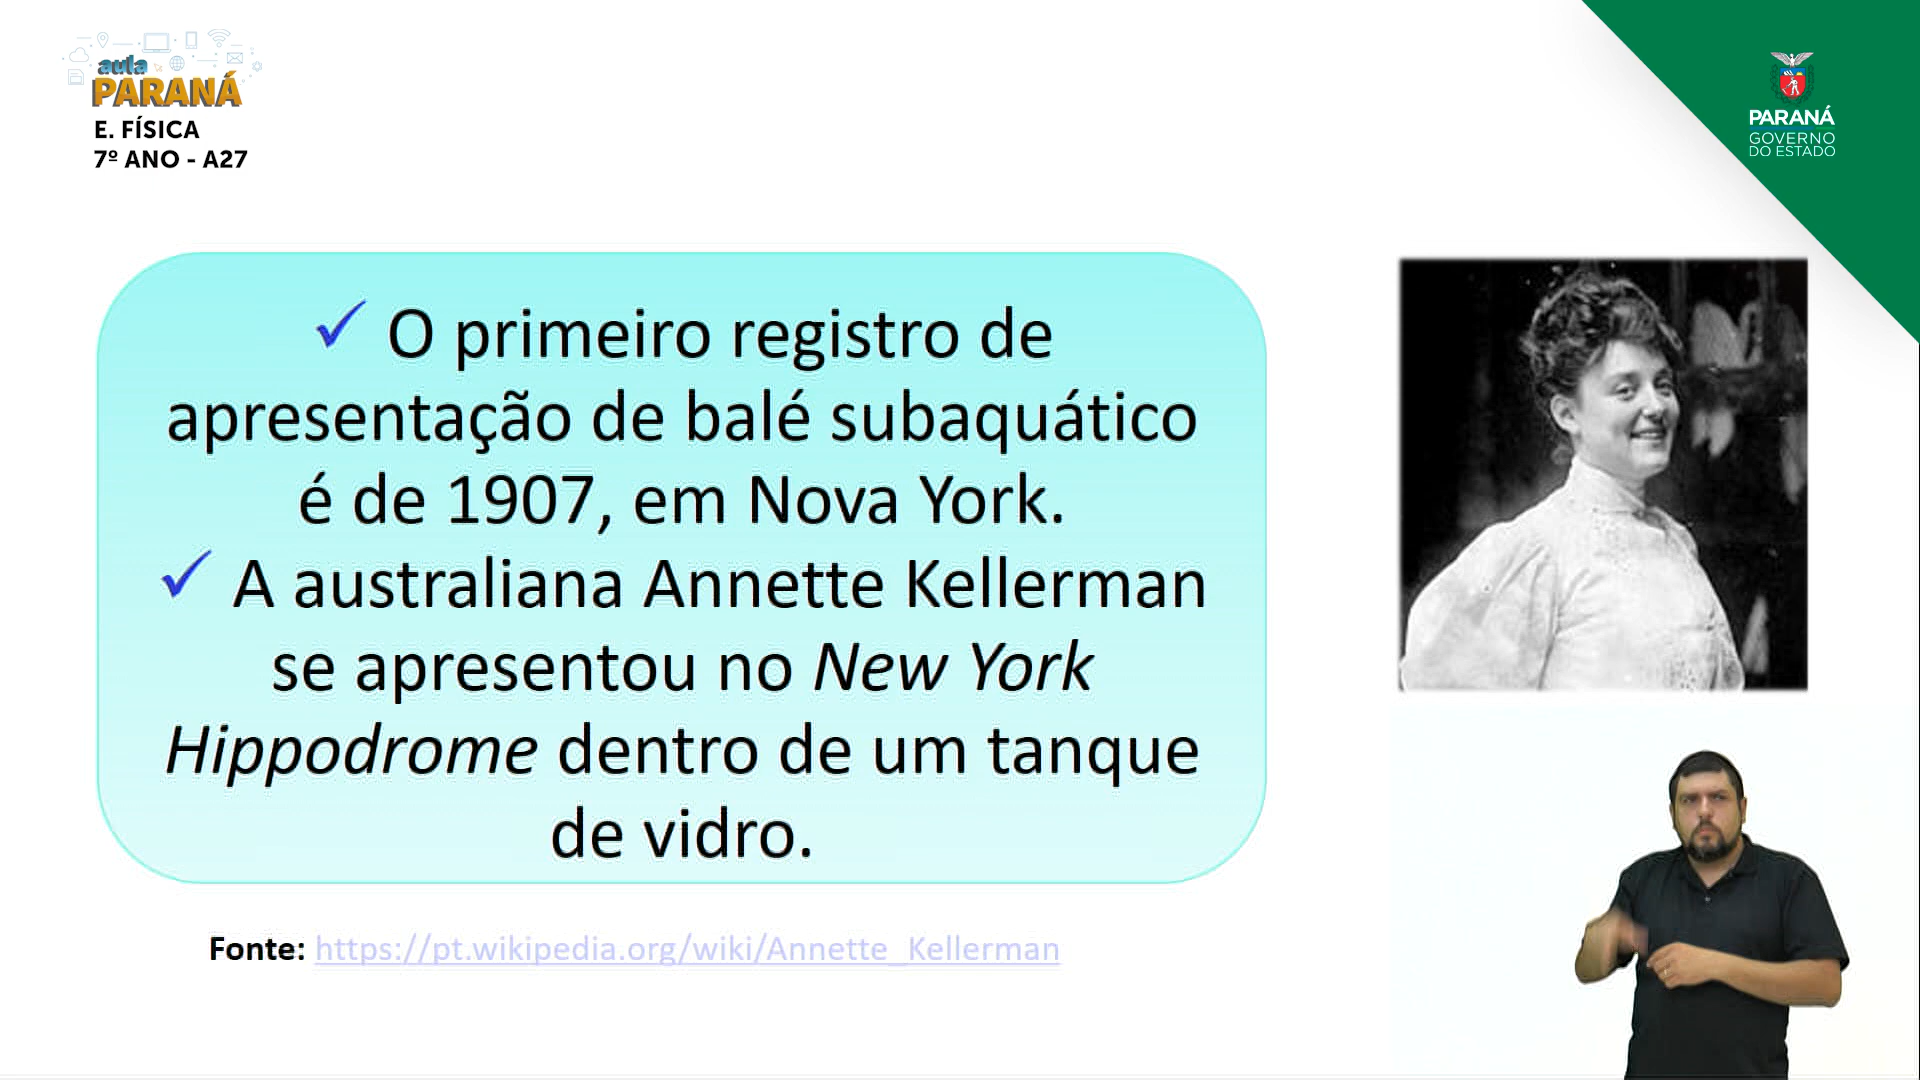 aula
PARANÁ
E. FÍSICA
7º ANO - A27
PARANÁ
GOVERNO
DO ESTADO
✓ O primeiro registro de
apresentação de balé subaquático
é de 1907, em Nova York.
✓ A australiana Annette Kellerman
se apresentou no New York
Hippodrome dentro de um tanque
de vidro.
Fonte: https://pt.wikipedia.org/wiki/Annette_Kellerman